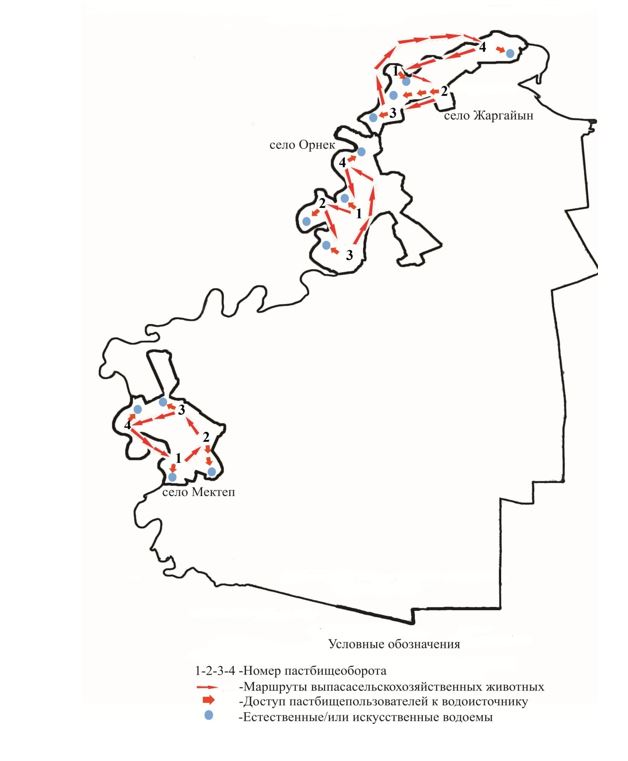 4
1
2
3
село Жаргайын
село Орнек
4
2
1
3
3
4
2
1
село Мектеп
Условные обозначения
1-2-3-4 -Номер пастбищеоборота
-Маршруты выпасасельскохозяйственных животных
-Доступ пастбищепользователей к водоисточнику
-Естественные/или искусственные водоемы